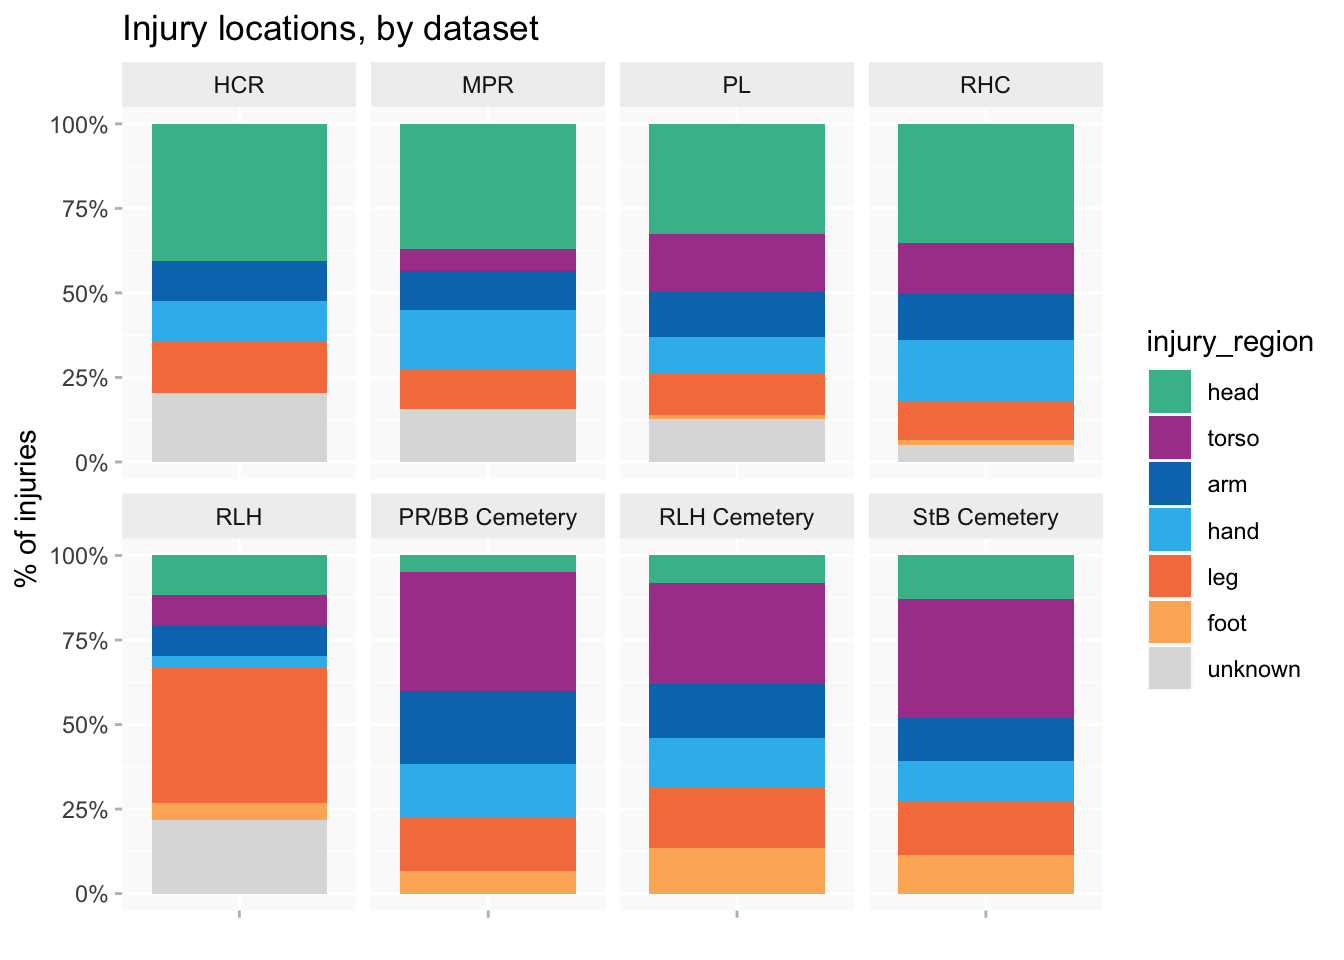 Injury locations, by dataset
HCR
MPR
PL
RHC
100%
75%
50%
25%
0%
RLH
PR/BB Cemetery
RLH Cemetery
StB Cemetery
100%
75%
50%
25%
0%
% of injuries
injury_region
head
torso
arm
hand
leg
foot
unknown